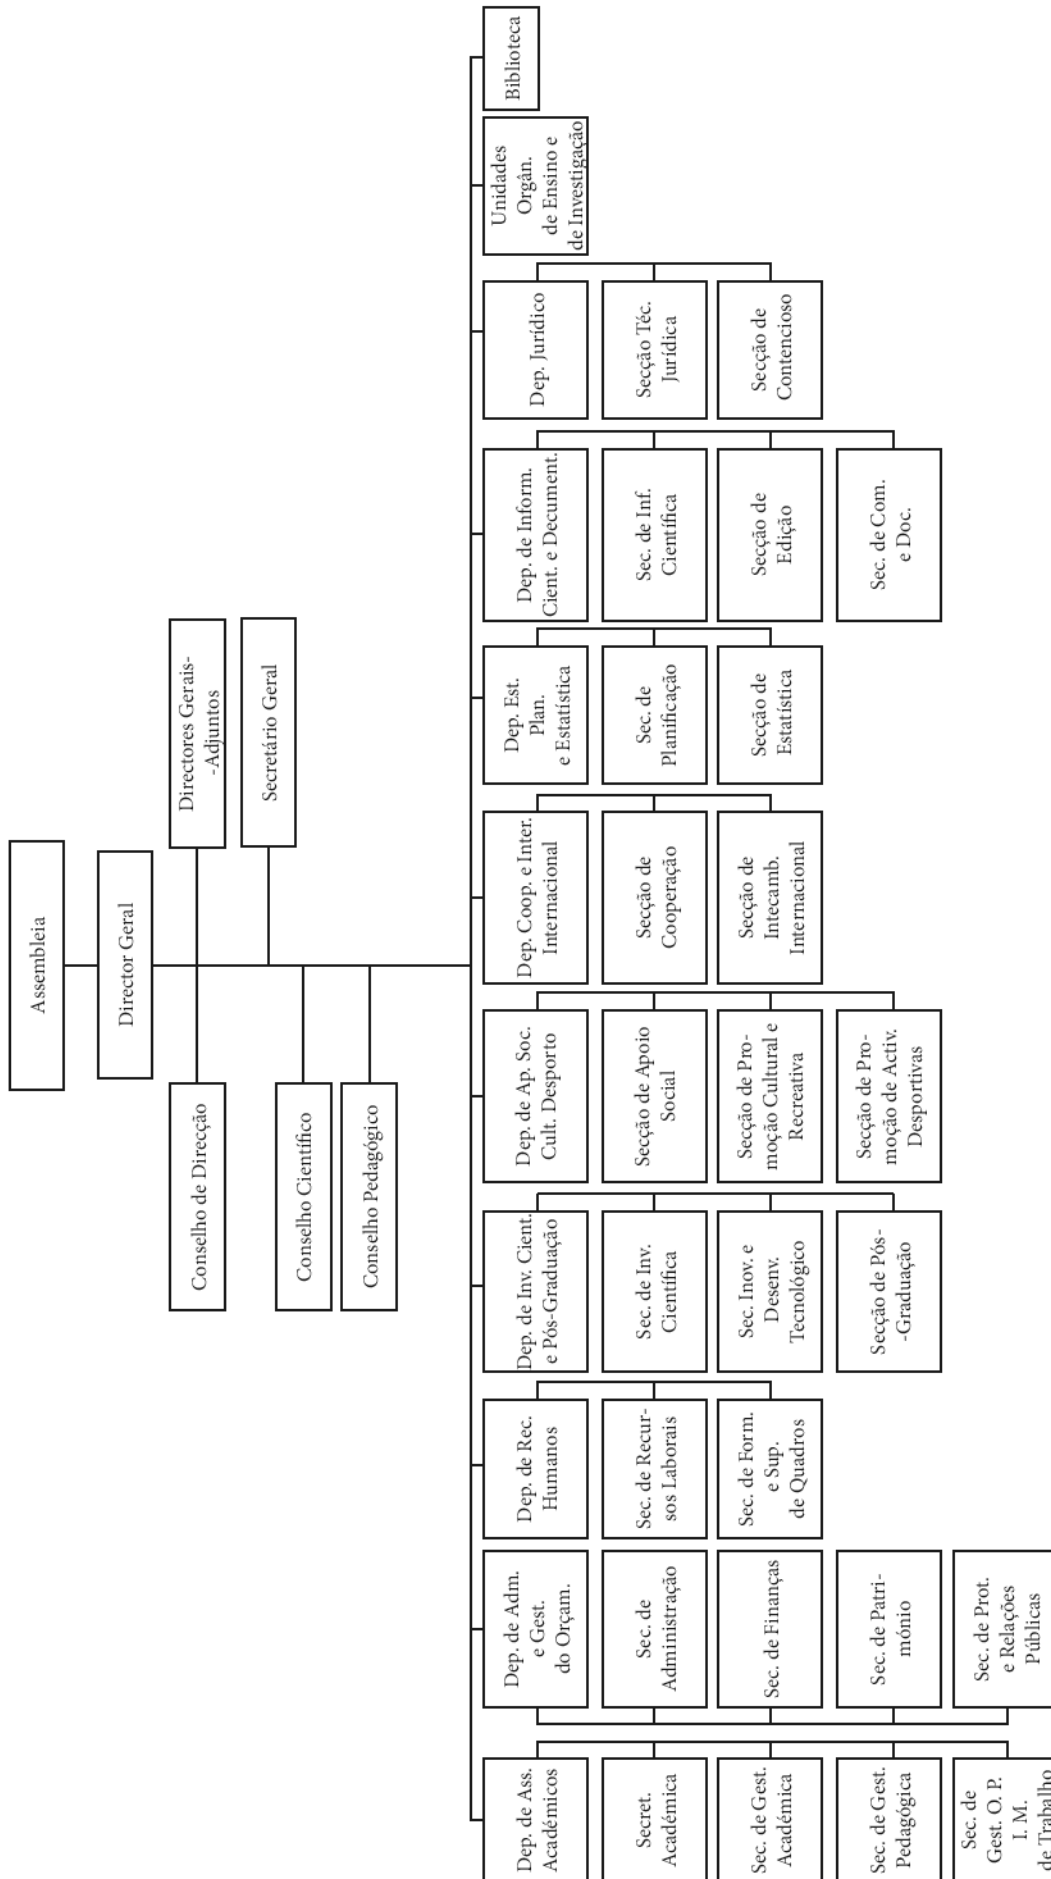 Assembleia
Director Geral
Directores Gerais-
-Adjuntos
Secretário Geral
Conselho de Direcção
Conselho Científico
Conselho Pedagógico
Dep. de Ass.
Académicos
Secret.
Académica
Sec. de Gest.
Académica
Sec. de Gest.
Pedagógica
Sec. de
Gest. O. P.
I. M.
de Trabalho
Dep. de Adm.
e Gest.
do Orçam.
Sec. de
Administração
Sec. de Finanças
Sec. de Patri-
mónio
Sec. de Prot.
e Relações
Públicas
Dep. de Rec.
Humanos
Sec. de Recur-
sos Laborais
Sec. de Form.
e Sup.
de Quadros
Dep. de Inv. Cient.
e Pós-Graduação
Sec. de Inv.
Científica
Sec. Inov. e
Desenv.
Tecnológico
Secção de Pós-
-Graduação
Dep. de Ap. Soc.
Cult. Desporto
Secção de Apoio
Social
Secção de Pro-
moção Cultural e
Recreativa
Secção de Pro-
moção de Activ.
Desportivas
Dep. Coop. e Inter.
Internacional
Secção de
Cooperação
Secção de
Intecamb.
Internacional
Dep. Est.
Plan.
e Estatística
Sec. de
Planificação
Secção de
Estatística
Dep. de Inform.
Cient. e Decument.
Sec. de Inf.
Científica
Secção de
Edição
Sec. de Com.
e Doc.
Dep. Jurídico
Secção Téc.
Jurídica
Secção de
Contencioso
Unidades
Orgân.
de Ensino e
de Investigação
Biblioteca